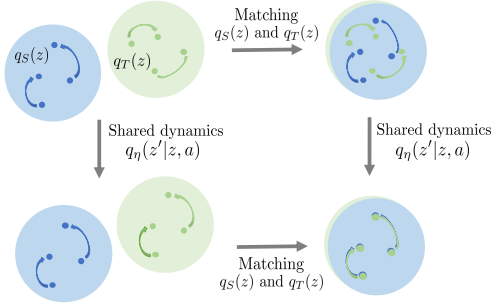 Matching
q_S(z) and q_T(z)
q_S(z)
q_T(z)
Shared dynamics
q_η(z'|z, a)
Shared dynamics
q_η(z'|z, a)
Matching
q_S(z) and q_T(z)